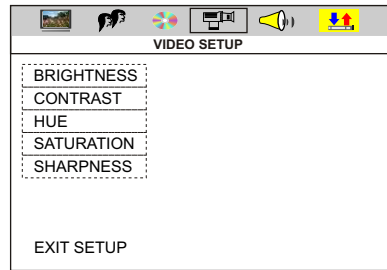 VIDEO SETUP
BRIGHTNESS
CONTRAST
HUE
SATURATION
SHARPNESS
EXIT SETUP